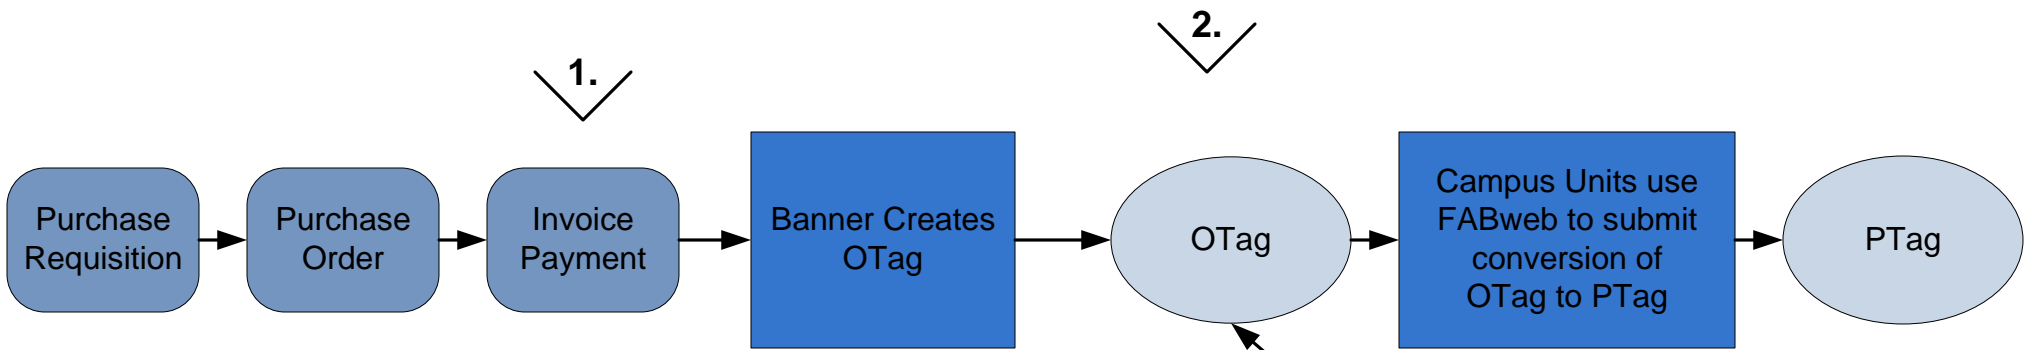 2.
1.
Purchase
Requisition
Purchase
Order
Invoice
Payment
Banner Creates
OTag
OTag
Campus Units use
FABweb to submit
conversion of
OTag to PTag
PTag